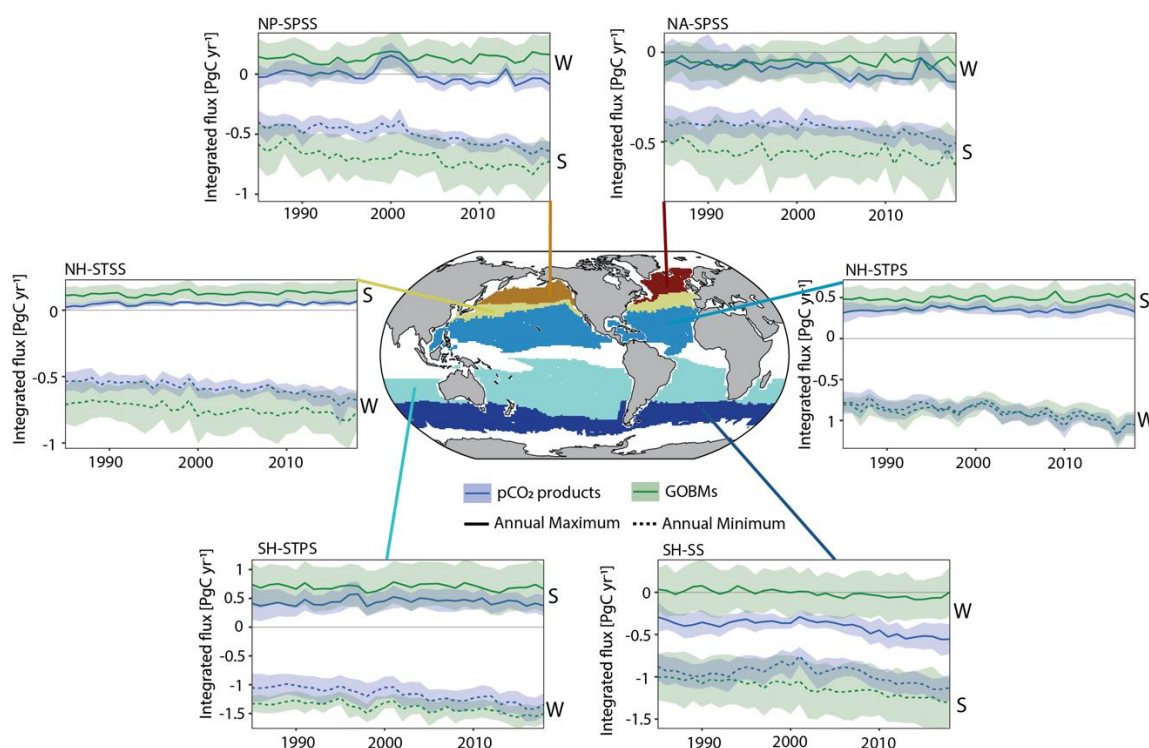 NP-SPSS
Integrated flux [PgC yr⁻¹]
0
-0.5
-1
1990
2000
2010
W
S
NA-SPSS
Integrated flux [PgC yr⁻¹]
0
-0.5
1990
2000
2010
W
S
NH-STSS
Integrated flux [PgC yr⁻¹]
0
-0.5
-1
1990
2000
2010
S
W
NH-STPS
Integrated flux [PgC yr⁻¹]
0.5
0
-0.5
1
1990
2000
2010
S
W
pCO₂ products
GOBMs
Annual Maximum
Annual Minimum
SH-STPS
Integrated flux [PgC yr⁻¹]
1
0.5
0
-0.5
-1
-1.5
1990
2000
2010
S
W
SH-SS
Integrated flux [PgC yr⁻¹]
0
-0.5
-1
-1.5
1990
2000
2010
W
S